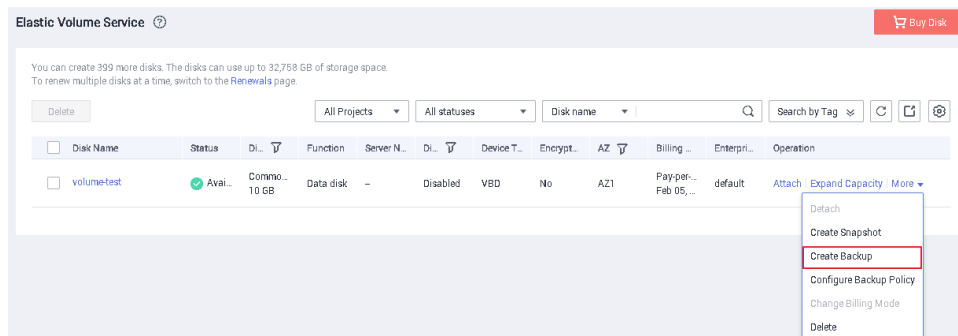 Elastic Volume Service
Buy Disk
You can create 399 more disks. The disks can use up to 32,758 GB of storage space.
To renew multiple disks at a time, switch to the Renewals page.
Delete All Projects All statuses Disk name Search by Tag
Disk Name Status Di... Function Server N... Di... Device T... Encrypt... AZ Billing ... Enterpri... Operation
volume-test Avai... Commo... 10 GB Data disk – Disabled VBD No AZ1 Pay-per-... Feb 05, ... default Attach Expand Capacity More
Detach
Create Snapshot
Create Backup
Configure Backup Policy
Change Billing Mode
Delete